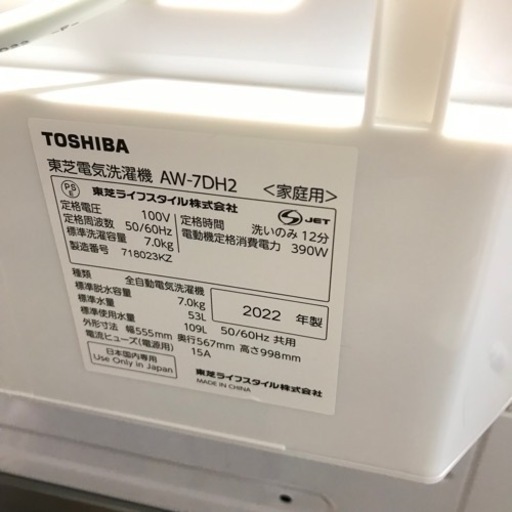 TOSHIBA
東芝電気洗濯機 AW-7DH2 <家庭用>
PS
E
東芝ライフスタイル株式会社
定格電圧 100V
定格周波数 50/60Hz
標準洗濯容量 7.0kg
製造番号 718023KZ
JET
定格時間 洗いのみ 12分
電動機定格消費電力 390W
種類 全自動電気洗濯機
標準脱水容量 7.0kg
標準水量 53L
標準使用水量 109L
50/60Hz 共用
外形寸法 幅555mm 奥行567mm 高さ998mm
電流ヒューズ(電源用) 15A
2022 年製
日本国内専用
Use Only in Japan
東芝ライフスタイル株式会社
MADE IN CHINA